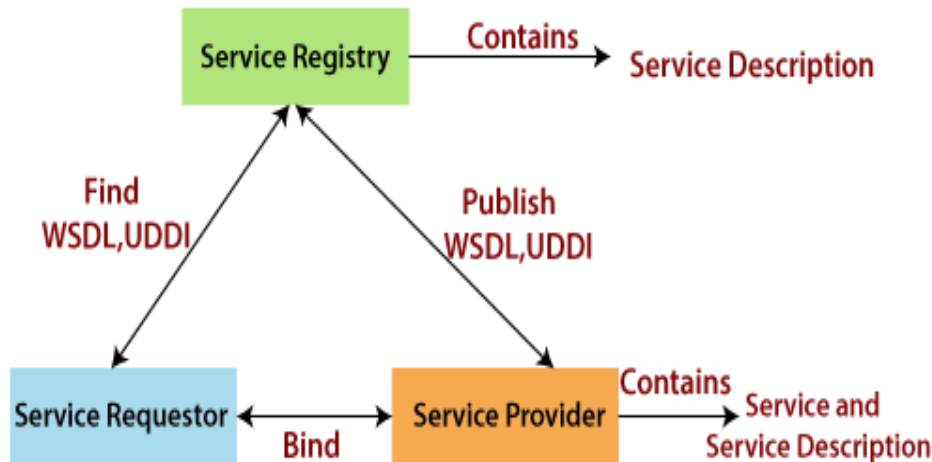 Service Registry
Contains
Service Description
Find
WSDL,UDDI
Publish
WSDL,UDDI
Service Requestor
Bind
Service Provider
Contains
Service and
Service Description